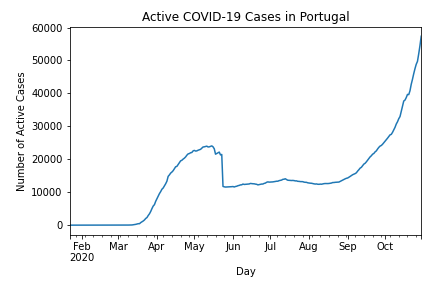 Active COVID-19 Cases in Portugal
Number of Active Cases
60000
50000
40000
30000
20000
10000
0
Feb Mar Apr May Jun Jul Aug Sep Oct
2020
Day